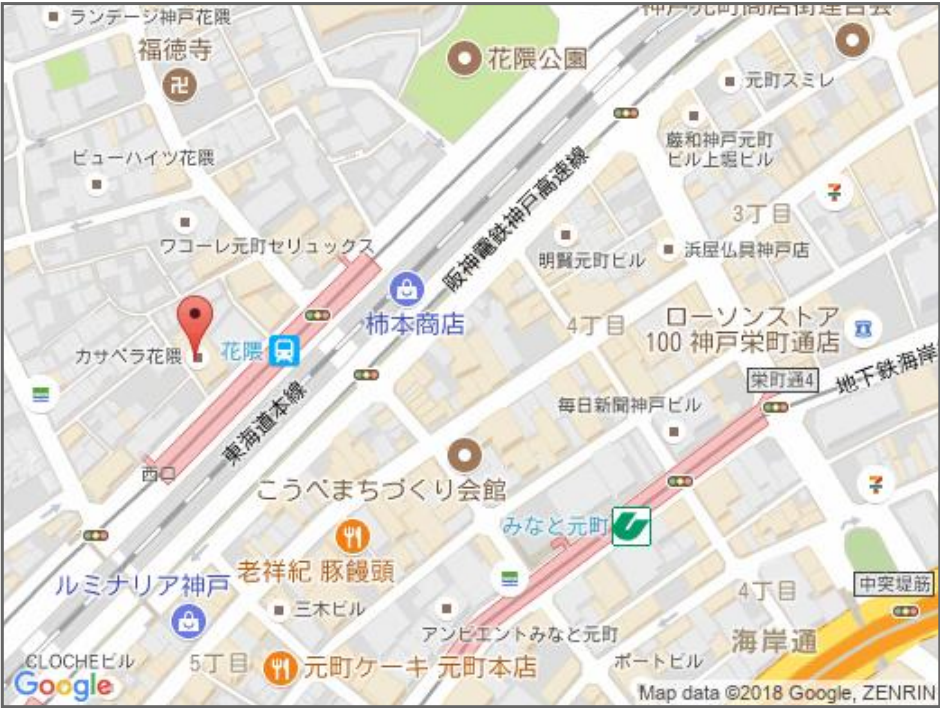 ランテージ神戸花隈
神戸元町商店街連合会
福徳寺
花隈公園
元町スミレ
藤和神戸元町
ビル上堀ビル
ビューハイツ花隈
阪神電鉄神戸高速線
3丁目
ワコーレ元町セリュックス
明賢元町ビル
浜屋仏具神戸店
柿本商店
4丁目
ローソンストア
100 神戸栄町通店
カサベラ花隈
花隈
栄町通4
地下鉄海岸
東海道本線
毎日新聞神戸ビル
西口
こうべまちづくり会館
みなと元町
老祥紀 豚饅頭
ルミナリア神戸
三木ビル
4丁目
中突堤筋
アンビエントみなと元町
海岸通
CLOCHEビル
5丁目
元町ケーキ 元町本店
ポートビル
Google
Map data ©2018 Google, ZENRIN